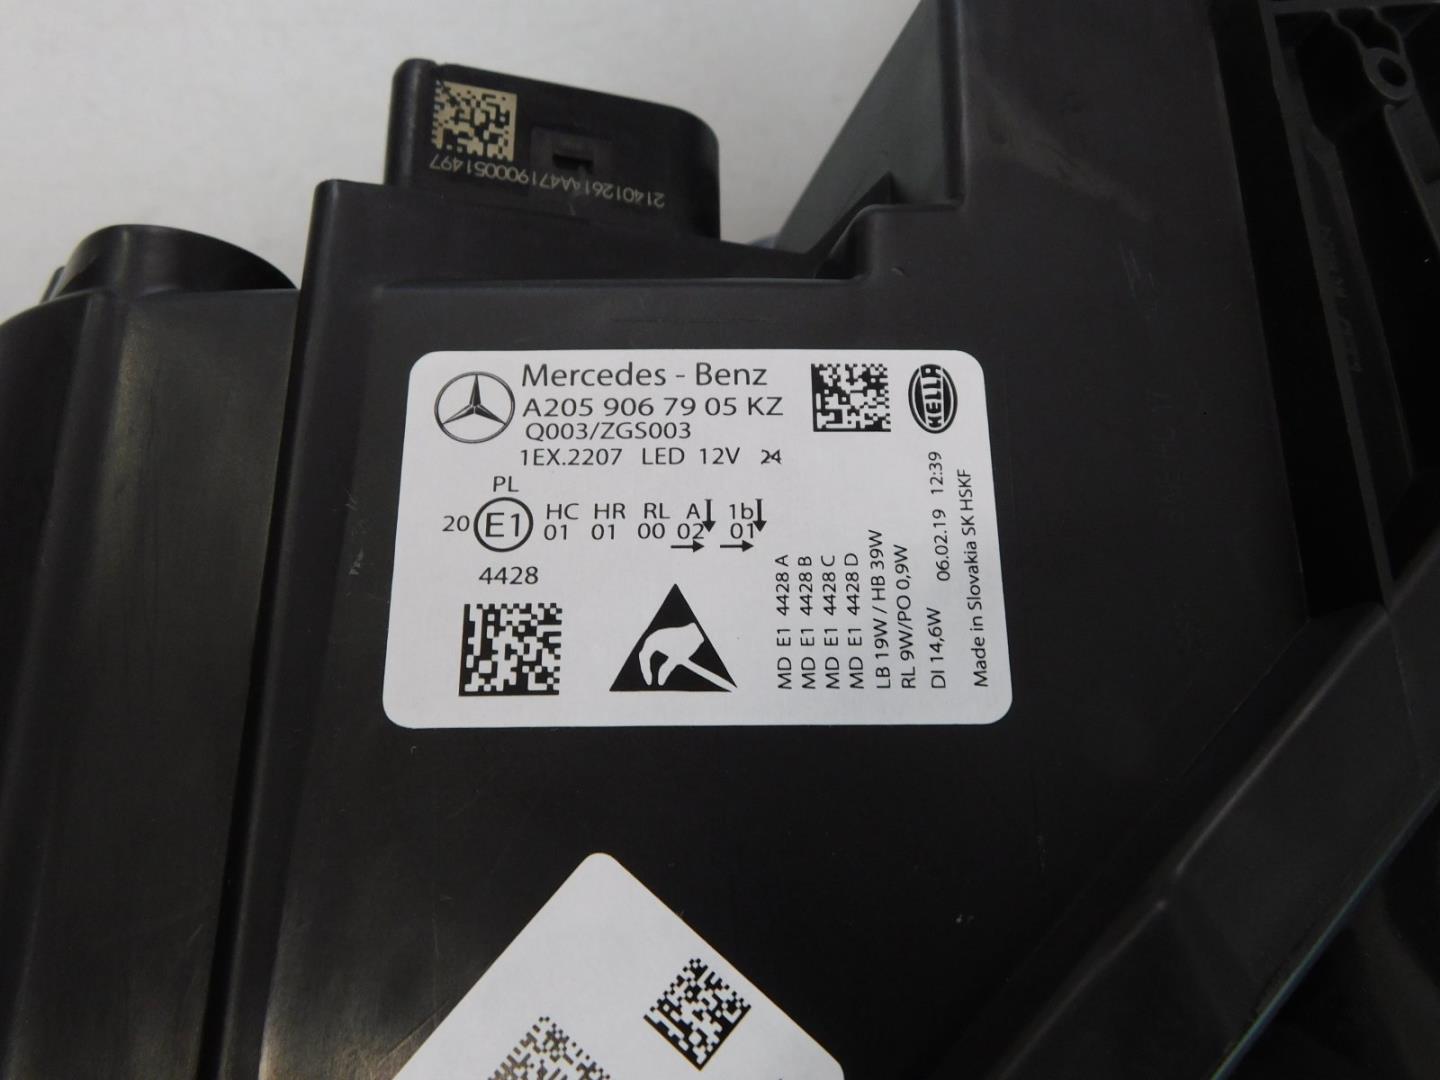 214012614A4719000051497
Mercedes - Benz
A205 906 79 05 KZ
Q003/ZGS003
1EX.2207 LED 12V 24
HELLA
PL
20 E1 HC HR RL A 1b
01 01 00 02 01
4428
MD E1 4428 A
MD E1 4428 B
MD E1 4428 C
MD E1 4428 D
LB 19W / HB 39W
RL 9W/PO 0,9W
DI 14,6W 06.02.19 12:39
Made in Slovakia SK HSKF